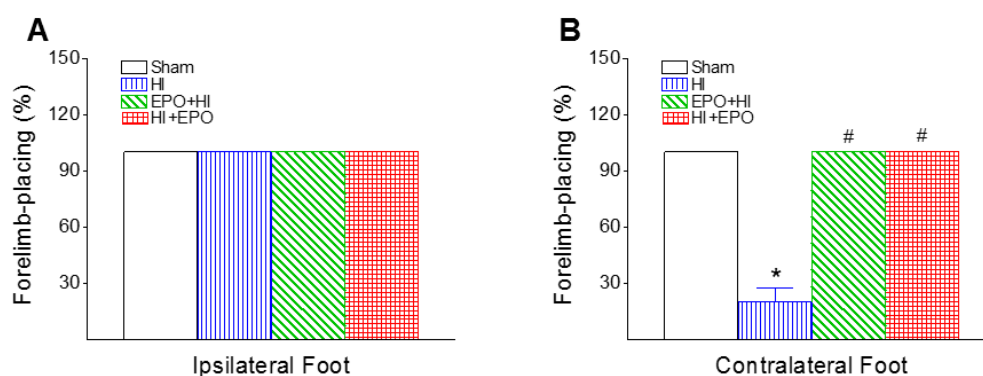 A
150
120
90
60
30
Forelimb-placing (%)
Sham
HI
EPO+HI
HI+EPO
Ipsilateral Foot
B
150
120
90
60
30
Forelimb-placing (%)
Sham
HI
EPO+HI
HI+EPO
# #
*
Contralateral Foot